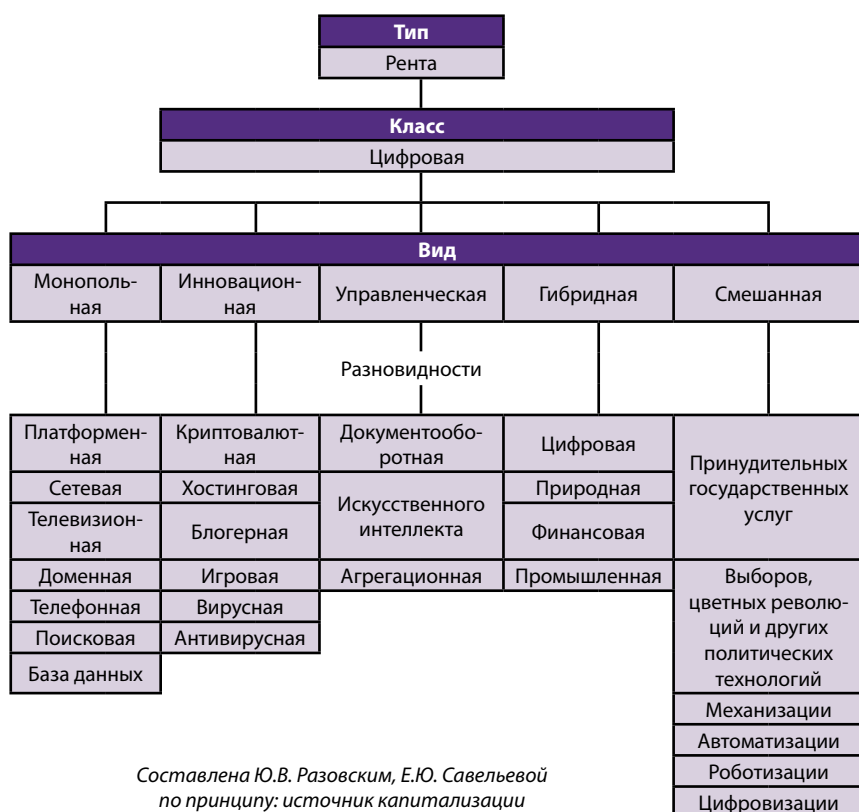 Тип
Рента
Класс
Цифровая
Вид
Монополь-
ная
Инновацион-
ная
Управленческая
Гибридная
Смешанная
Разновидности
Платформен-
ная
Сетевая
Телевизион-
ная
Доменная
Телефонная
Поисковая
База данных
Криптовалют-
ная
Хостинговая
Блогерная
Игровая
Вирусная
Антивирусная
Документообо-
ротная
Искусственного
интеллекта
Агрегационная
Цифровая
Природная
Финансовая
Промышленная
Принудительных
государственных
услуг
Выборов,
цветных револю-
ций и других
политических
технологий
Механизации
Автоматизации
Роботизации
Цифровизации
Составлена Ю.В. Разовским, Е.Ю. Савельевой
по принципу: источник капитализации